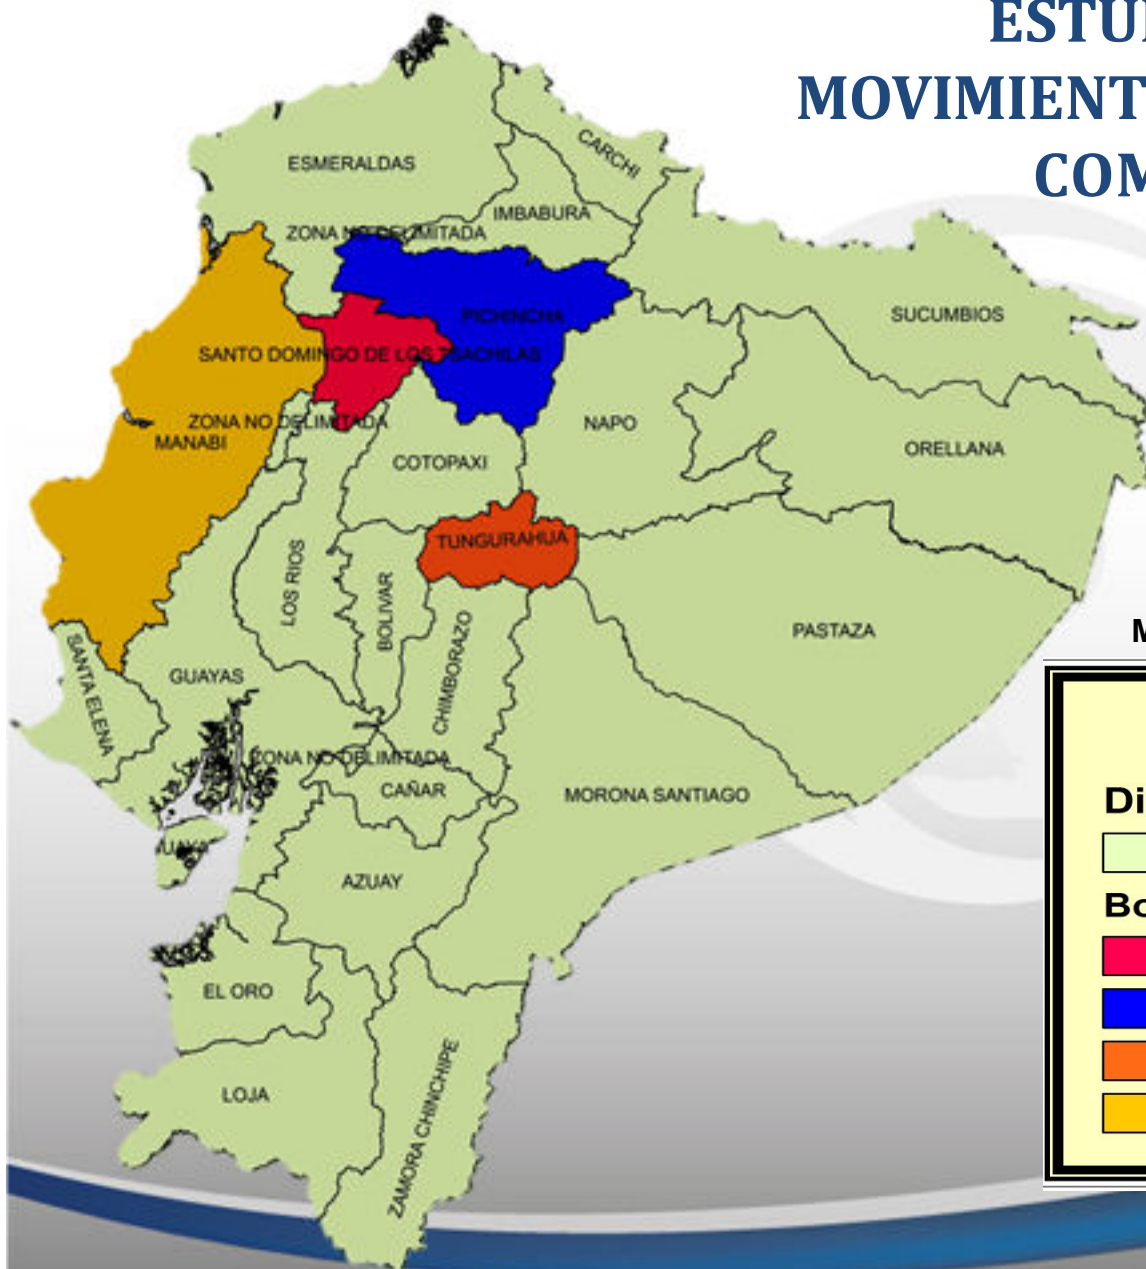 ESTU
MOVIMIENT
COM
ESMERALDAS
CARCHI
IMBABURA
ZONA NO DELIMITADA
PICHINCHA
SUCUMBIOS
SANTO DOMINGO DE LOS TSACHILAS
ZONA NO DELIMITADA
MANABI
NAPO
COTOPAXI
ORELLANA
TUNGURAHUA
LOS RIOS
BOLIVAR
CHIMBORAZO
PASTAZA
M
SANTA ELENA
GUAYAS
ZONA NO DELIMITADA
CAÑAR
MORONA SANTIAGO
Di
GUAYA
AZUAY
Bo
EL ORO
LOJA
ZAMORA CHINCHIPE